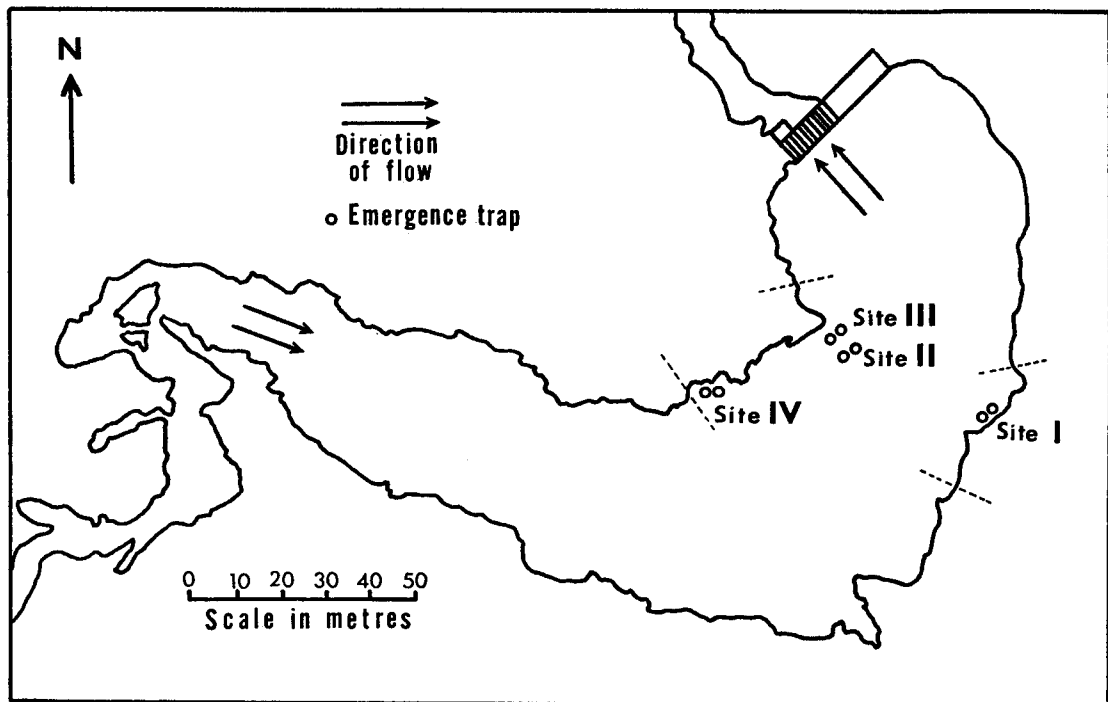 N
Direction
of flow
Emergence trap
Site III
Site II
Site IV
Site I
0 10 20 30 40 50
Scale in metres